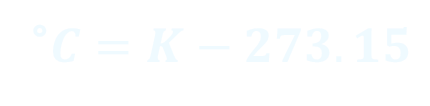 °C = K − 273.15